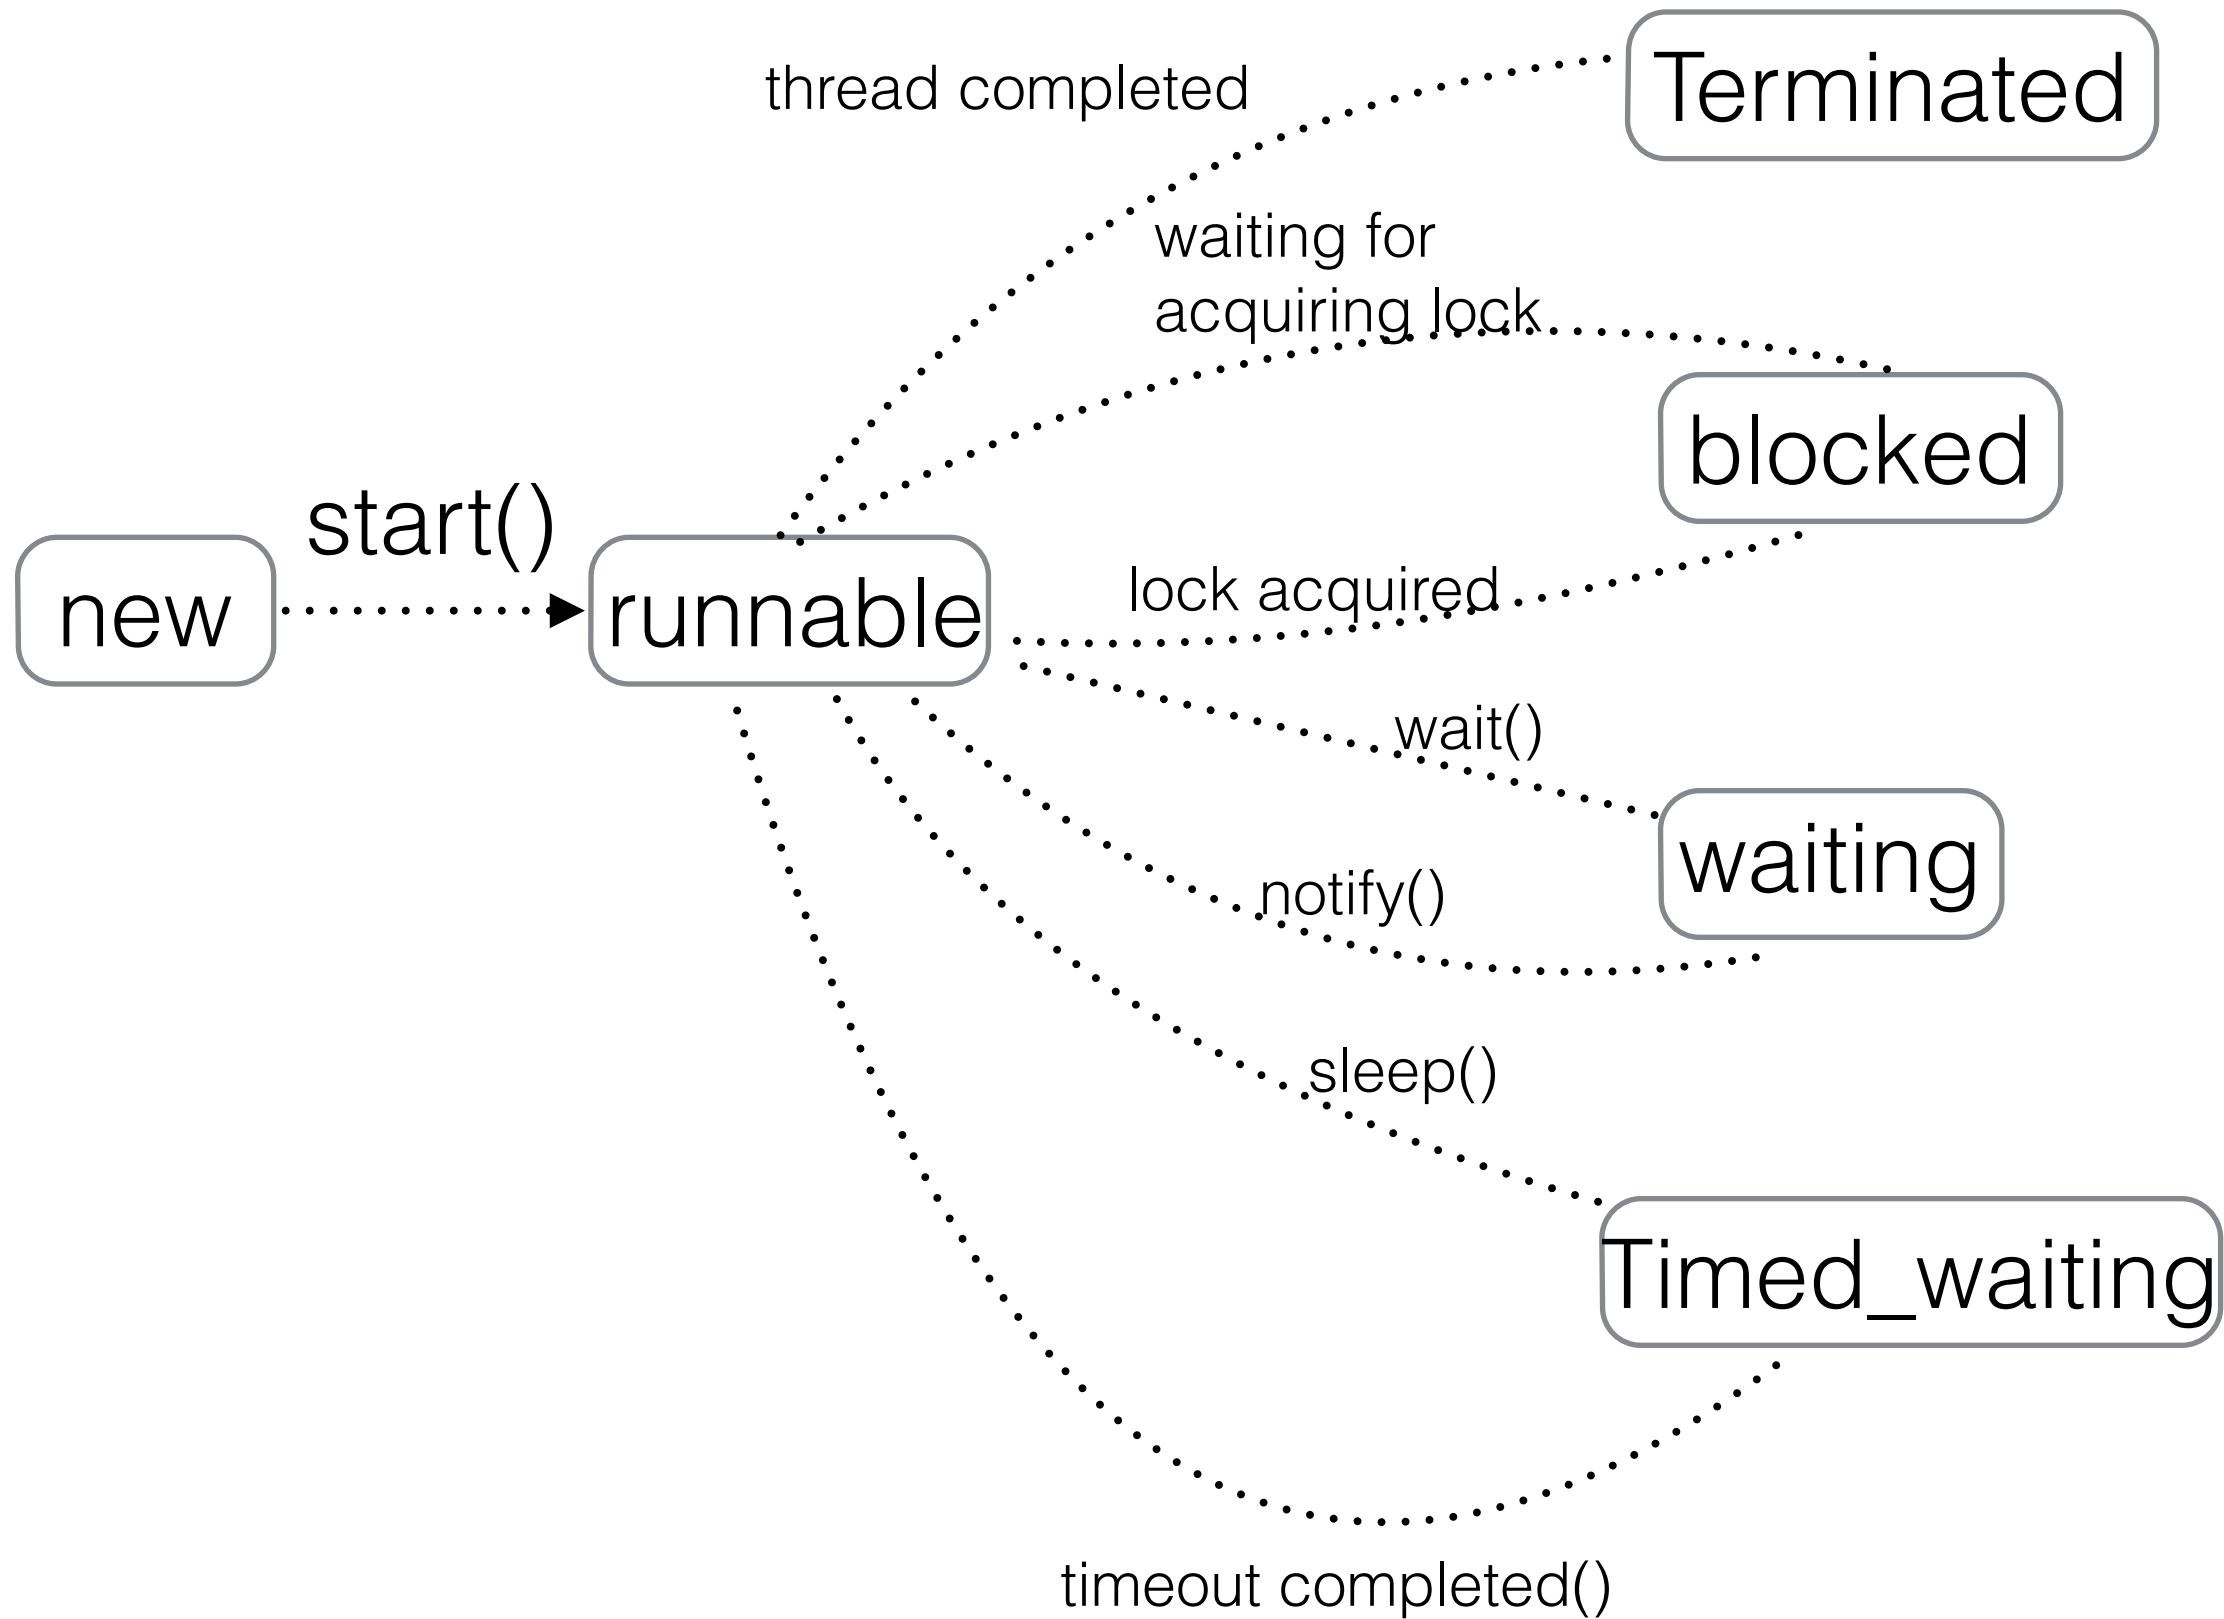 Terminated
thread completed
waiting for
acquiring lock
blocked
start()
new
runnable
lock acquired
wait()
waiting
notify()
sleep()
Timed_waiting
timeout completed()